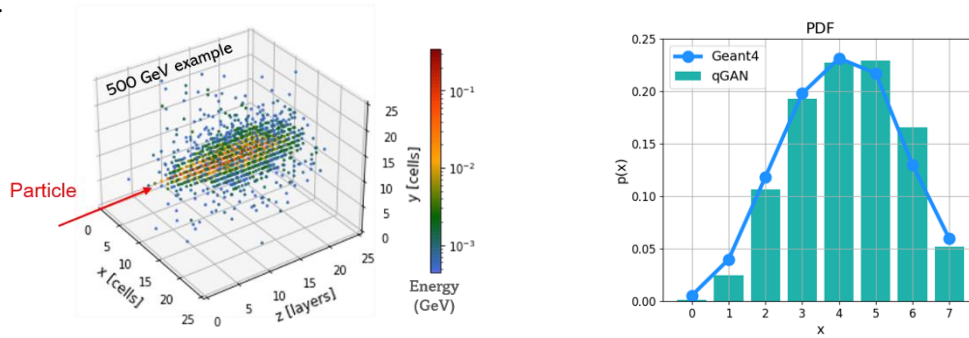 500 GeV example
Particle
0
5
10
15
20
25
x [cells]
0
5
10
15
20
25
z [layers]
25
20
15
10
5
0
y [cells]
10⁻¹
10⁻²
10⁻³
Energy
(GeV)
PDF
Geant4
qGAN
0.25
0.20
0.15
0.10
0.05
0.00
p(x)
0 1 2 3 4 5 6 7
x